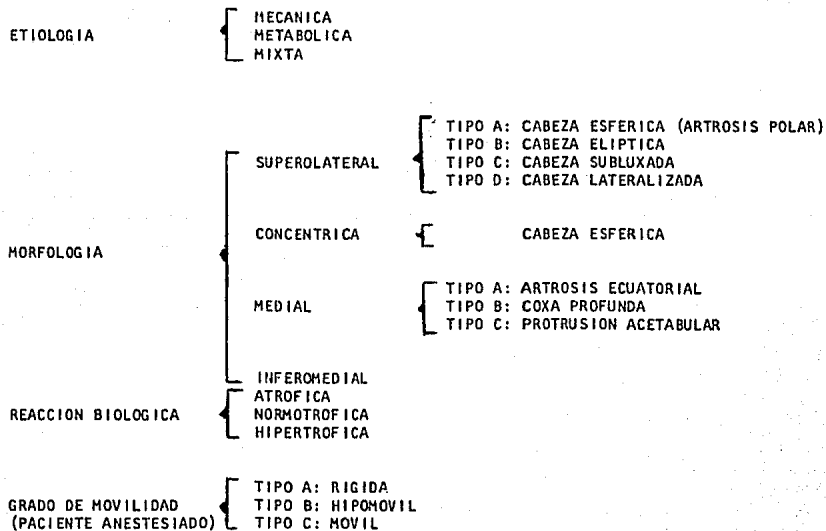 ETIOLOGIA
MECANICA
METABOLICA
MIXTA
MORFOLOGIA
SUPEROLATERAL
TIPO A: CABEZA ESFERICA (ARTROSIS POLAR)
TIPO B: CABEZA ELIPTICA
TIPO C: CABEZA SUBLUXADA
TIPO D: CABEZA LATERALIZADA
CONCENTRICA
CABEZA ESFERICA
MEDIAL
TIPO A: ARTROSIS ECUATORIAL
TIPO B: COXA PROFUNDA
TIPO C: PROTRUSION ACETABULAR
INFEROMEDIAL
REACCION BIOLOGICA
ATROFICA
NORMOTROFICA
HIPERTROFICA
GRADO DE MOVILIDAD
(PACIENTE ANESTESIADO)
TIPO A: RIGIDA
TIPO B: HIPOMOVIL
TIPO C: MOVIL